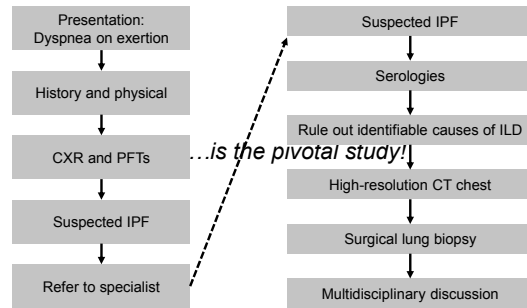 Presentation:
Dyspnea on exertion
History and physical
CXR and PFTs
Suspected IPF
Refer to specialist
Suspected IPF
Serologies
Rule out identifiable causes of ILD
…is the pivotal study!
High-resolution CT chest
Surgical lung biopsy
Multidisciplinary discussion